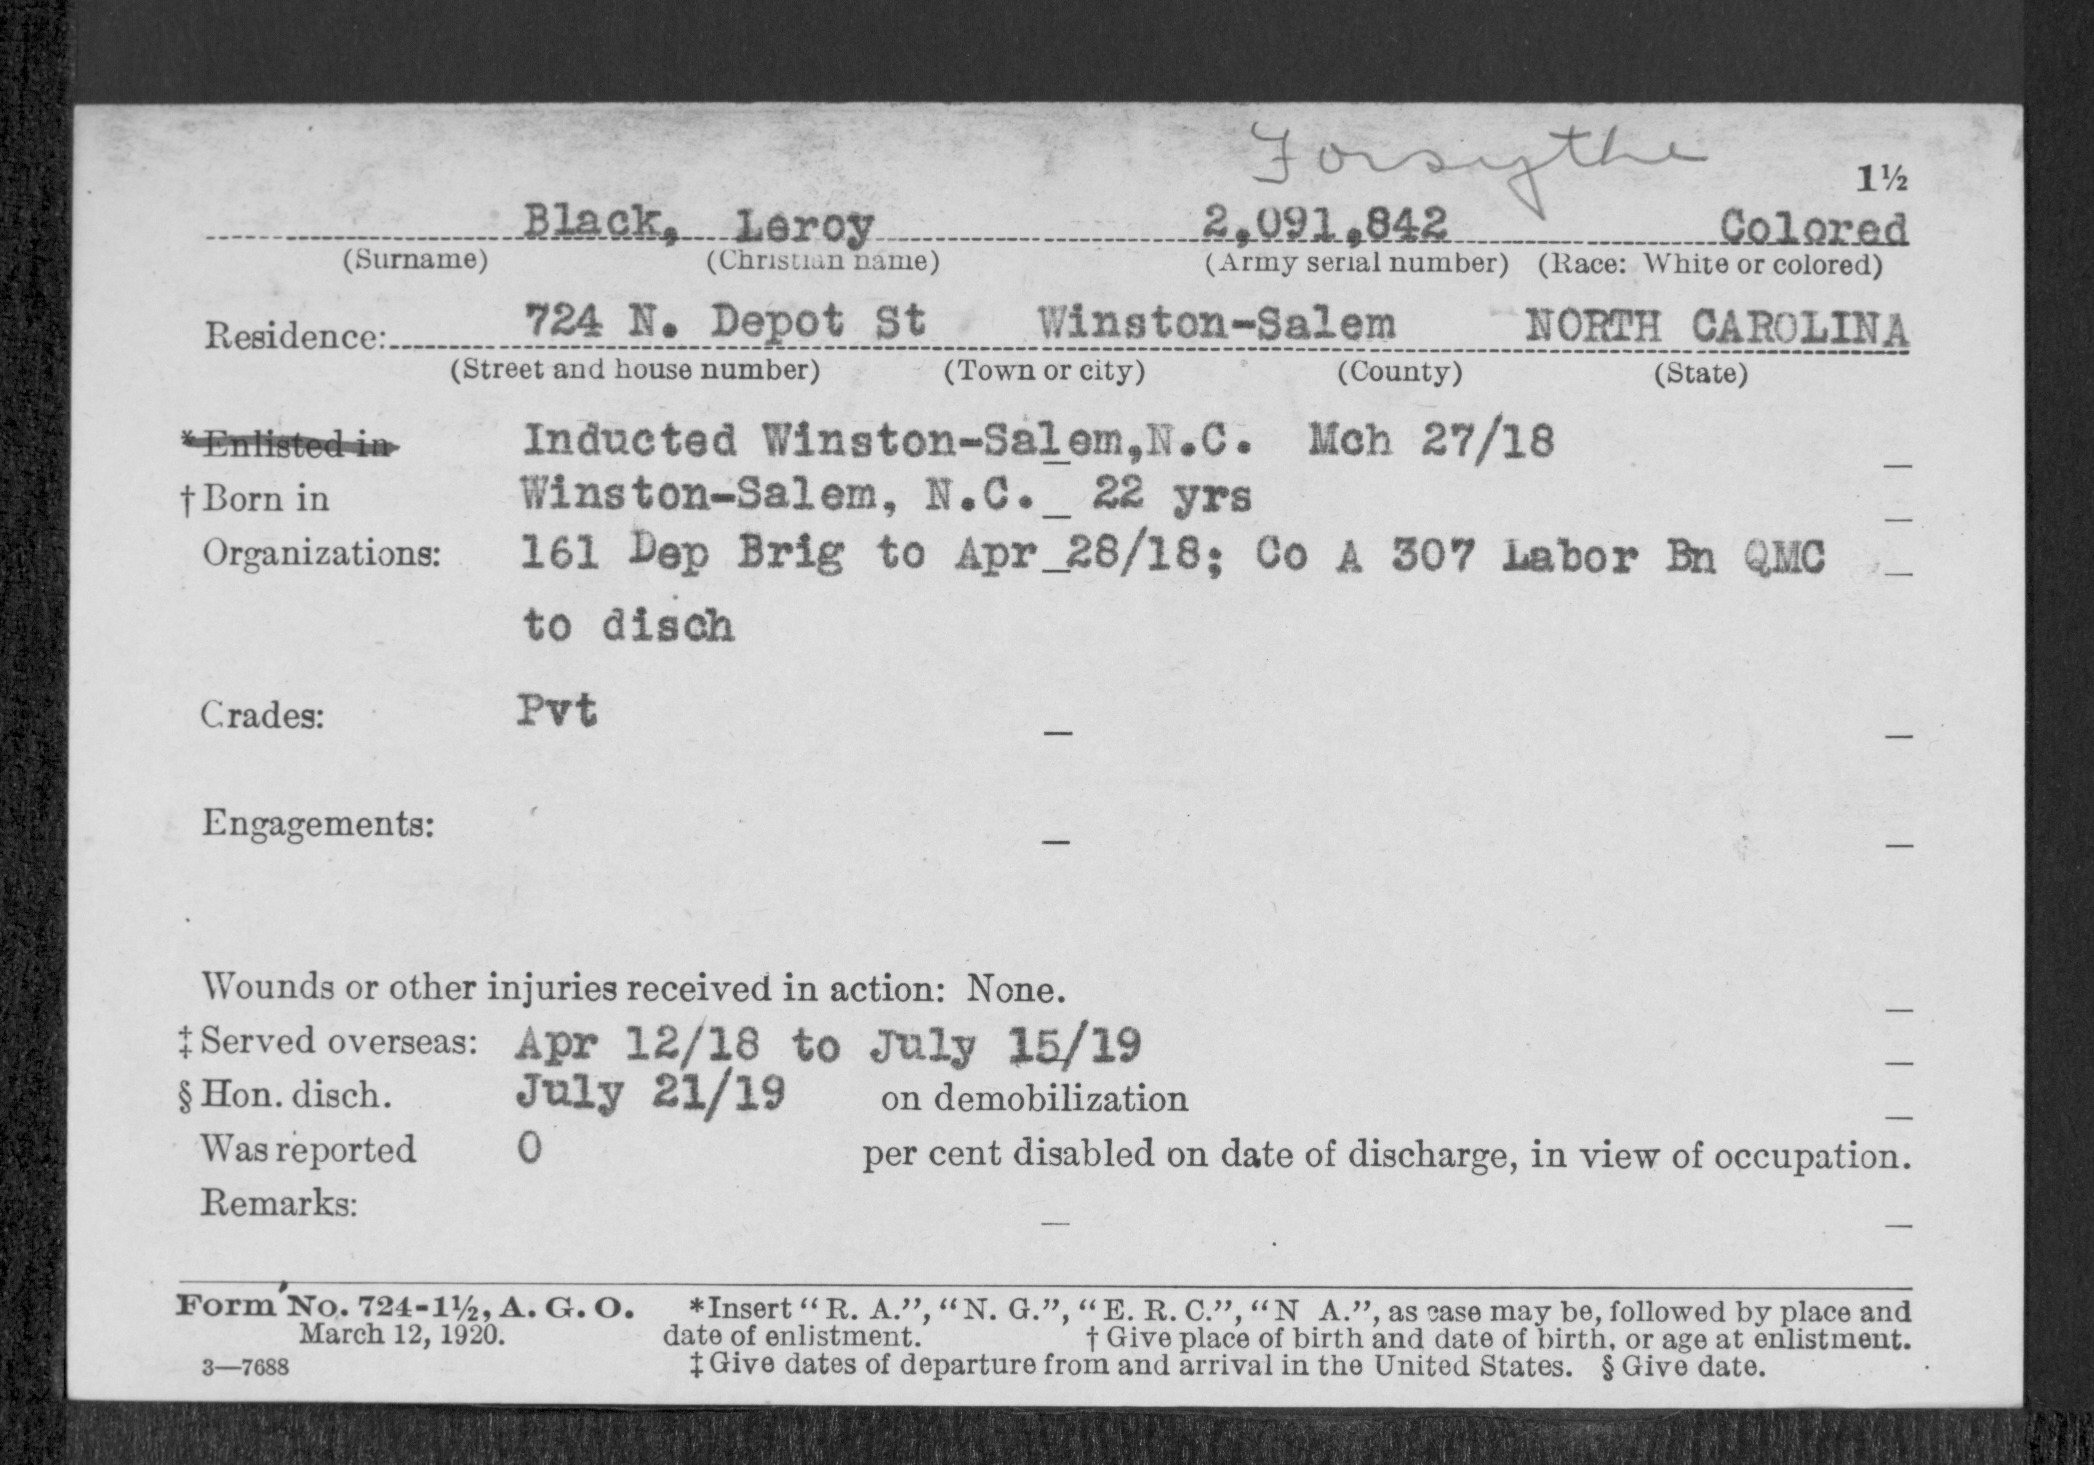 Forsythe
1½
Black, Leroy 2,091,842 Colored
(Surname) (Christian name) (Army serial number) (Race: White or colored)
Residence: 724 N. Depot St Winston-Salem NORTH CAROLINA
(Street and house number) (Town or city) (County) (State)
*Enlisted in Inducted Winston-Salem,N.C. Mch 27/18
†Born in Winston-Salem, N.C. 22 yrs
Organizations: 161 Dep Brig to Apr 28/18; Co A 307 Labor Bn QMC
to disch
Grades: Pvt
Engagements:
Wounds or other injuries received in action: None.
‡Served overseas: Apr 12/18 to July 15/19
§Hon. disch. July 21/19 on demobilization
Was reported 0 per cent disabled on date of discharge, in view of occupation.
Remarks:
Form No. 724-1½, A. G. O. *Insert “R. A.”, “N. G.”, “E. R. C.”, “N A.”, as case may be, followed by place and
March 12, 1920. date of enlistment. †Give place of birth and date of birth, or age at enlistment.
3—7688 ‡Give dates of departure from and arrival in the United States. §Give date.